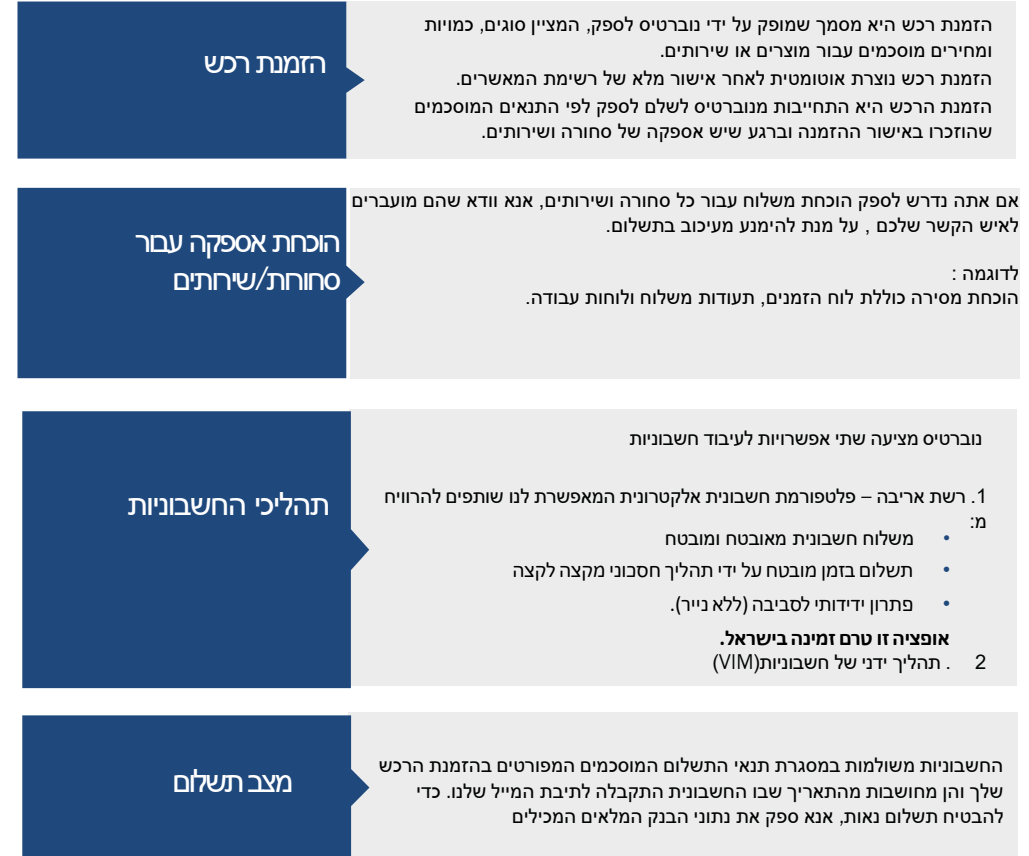 הזמנת רכש
הזמנת רכש היא מסמך שמופק על ידי נוברטיס לספק, המציין סוגים, כמויות
ומחירים מוסכמים עבור מוצרים או שירותים.
הזמנת רכש נוצרת אוטומטית לאחר אישור מלא של רשימת המאשרים.
הזמנת הרכש היא התחייבות מנוברטיס לשלם לספק לפי התנאים המוסכמים
שהוזכרו באישור ההזמנה וברגע שיש אספקה של סחורה ושירותים.
הוכחת אספקה עבור
סחורות/שירותים
אם אתה נדרש לספק הוכחת משלוח עבור כל סחורה ושירותים, אנא וודא שהם מועברים
לאיש הקשר שלכם , על מנת להימנע מעיכוב בתשלום.
לדוגמה :
הוכחת מסירה כוללת לוח הזמנים, תעודות משלוח ולוחות עבודה.
תהליכי החשבוניות
נוברטיס מציעה שתי אפשרויות לעיבוד חשבוניות
1. רשת אריבה – פלטפורמת חשבונית אלקטרונית המאפשרת לנו שותפים להרוויח
מ:
• משלוח חשבונית מאובטח ומובטח
• תשלום בזמן מובטח על ידי תהליך חסכוני מקצה לקצה
• פתרון ידידותי לסביבה (ללא נייר).
אופציה זו טרם זמינה בישראל.
2 . תהליך ידני של חשבוניות(VIM)
מצב תשלום
החשבוניות משולמות במסגרת תנאי התשלום המוסכמים המפורטים בהזמנת הרכש
שלך והן מחושבות מהתאריך שבו החשבונית התקבלה לתיבת המייל שלנו. כדי
להבטיח תשלום נאות, אנא ספק את נתוני הבנק המלאים המכילים